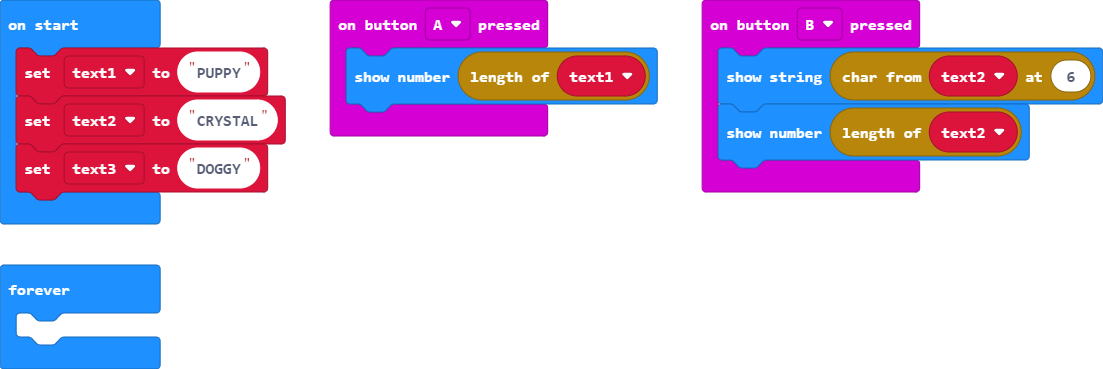 on start
set text1 to "PUPPY"
set text2 to "CRYSTAL"
set text3 to "DOGGY"
forever
on button A pressed
show number length of text1
on button B pressed
show string char from text2 at 6
show number length of text2